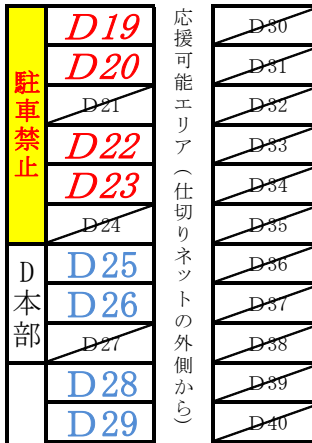 駐車禁止
D19
D20
D21
D22
D23
D24
D本部
D25
D26
D27
D28
D29
応援可能エリア（仕切りネットの外側から）
D30
D31
D32
D33
D34
D35
D36
D37
D38
D39
D40